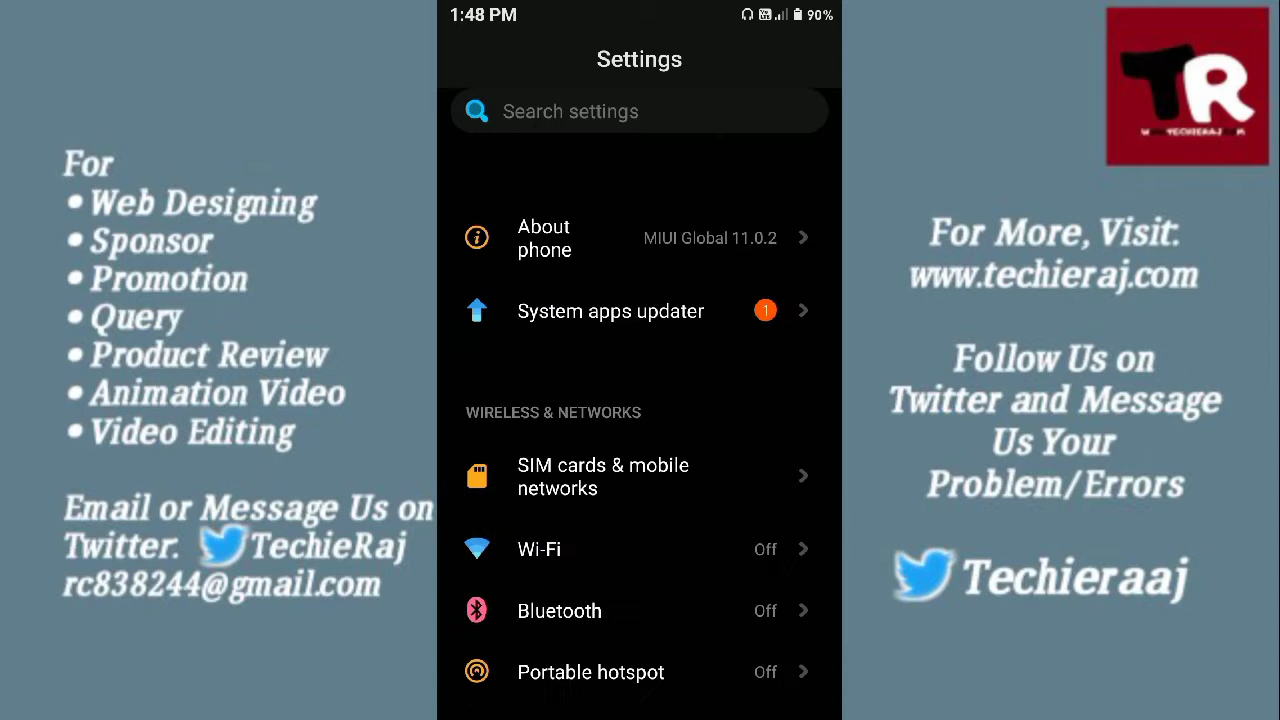 For
• Web Designing
• Sponsor
• Promotion
• Query
• Product Review
• Animation Video
• Video Editing
Email or Message Us on
Twitter. TechieRaj
rc838244@gmail.com
1:48 PM
90%
Settings
Search settings
About phone
MIUI Global 11.0.2
System apps updater
1
WIRELESS & NETWORKS
SIM cards & mobile
networks
Wi-Fi
Off
Bluetooth
Off
Portable hotspot
Off
TR
For More, Visit:
www.techieraj.com
Follow Us on
Twitter and Message
Us Your
Problem/Errors
Techieraaj